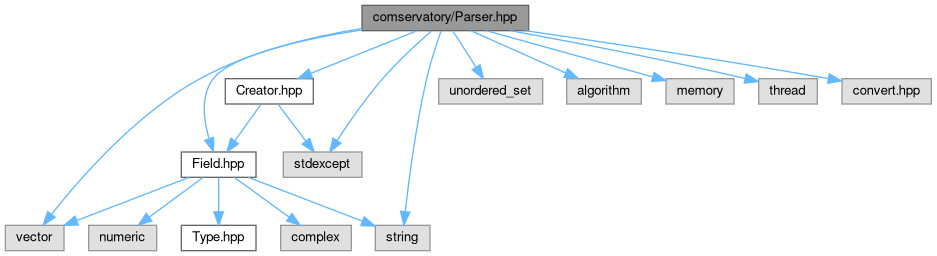 comservatory/Parser.hpp
Creator.hpp
unordered_set
algorithm
memory
thread
convert.hpp
Field.hpp
stdexcept
vector
numeric
Type.hpp
complex
string